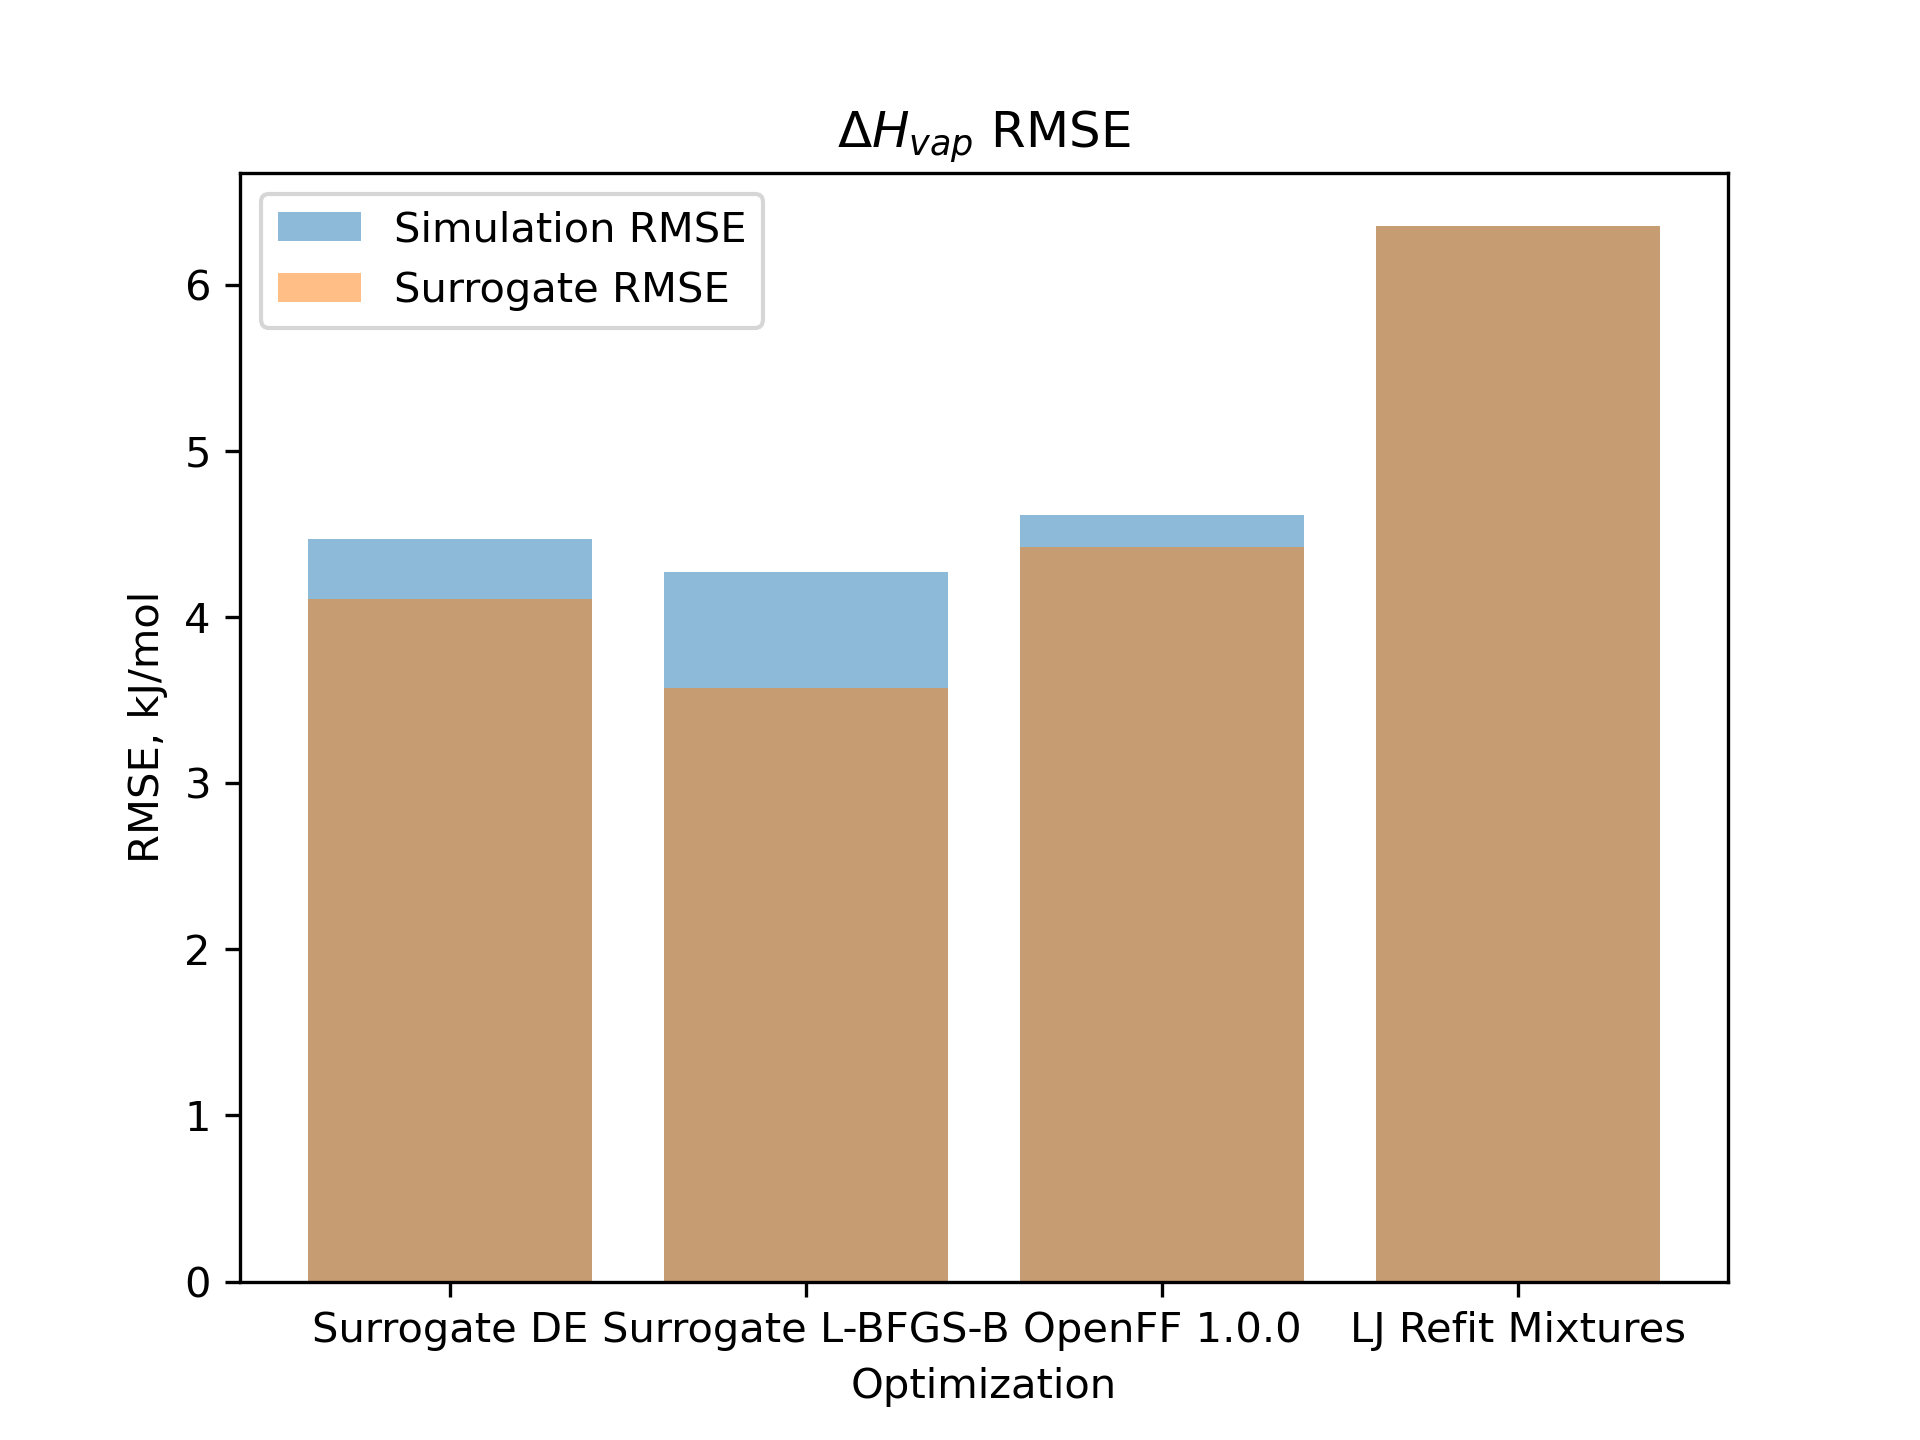 ΔHvap RMSE
Simulation RMSE
Surrogate RMSE
6
5
4
3
2
1
0
RMSE, kJ/mol
Surrogate DE Surrogate L-BFGS-B OpenFF 1.0.0 LJ Refit Mixtures
Optimization